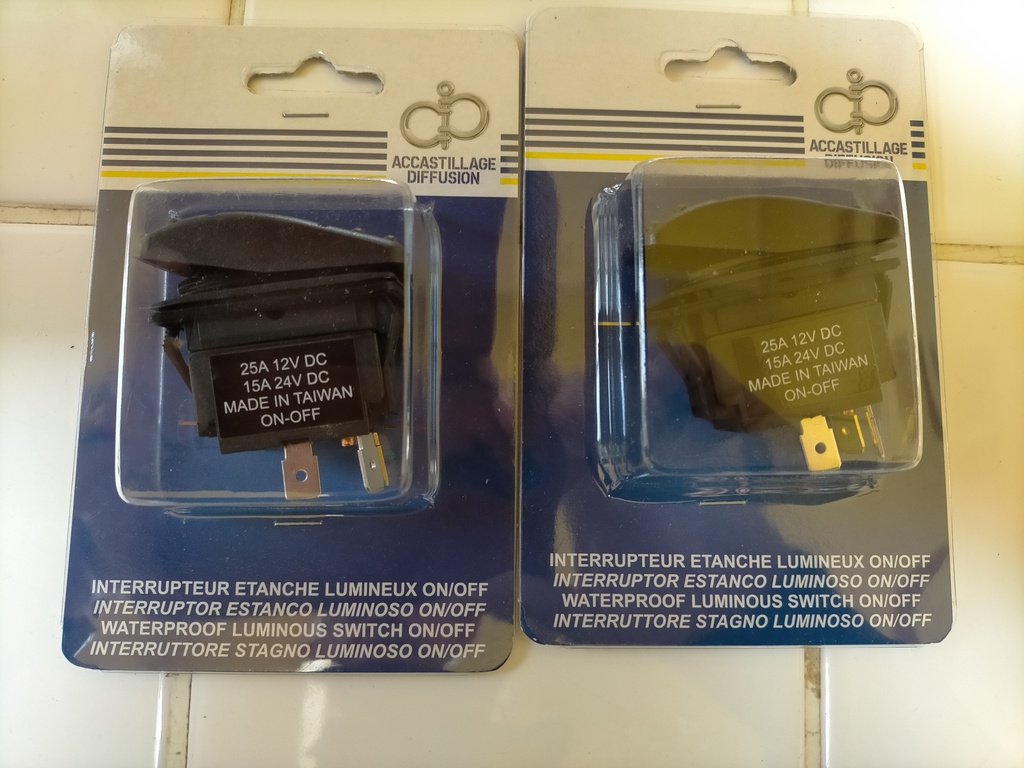 ACCASTILLAGE
DIFFUSION
25A 12V DC
15A 24V DC
MADE IN TAIWAN
ON-OFF
INTERRUPTEUR ETANCHE LUMINEUX ON/OFF
INTERRUPTOR ESTANCO LUMINOSO ON/OFF
WATERPROOF LUMINOUS SWITCH ON/OFF
INTERRUTTORE STAGNO LUMINOSO ON/OFF
ACCASTILLAGE
DIFFUSION
25A 12V DC
15A 24V DC
MADE IN TAIWAN
ON-OFF
INTERRUPTEUR ETANCHE LUMINEUX ON/OFF
INTERRUPTOR ESTANCO LUMINOSO ON/OFF
WATERPROOF LUMINOUS SWITCH ON/OFF
INTERRUTTORE STAGNO LUMINOSO ON/OFF